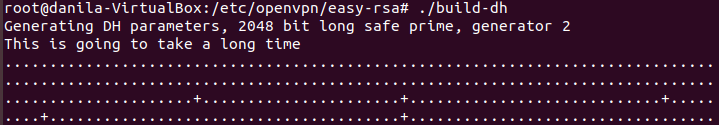 root@danila-VirtualBox:/etc/openvpn/easy-rsa# ./build-dh
Generating DH parameters, 2048 bit long safe prime, generator 2
This is going to take a long time
...............................................................................
...............................................................................
.....................+......................+............................+.....
....+.......................................+..................................